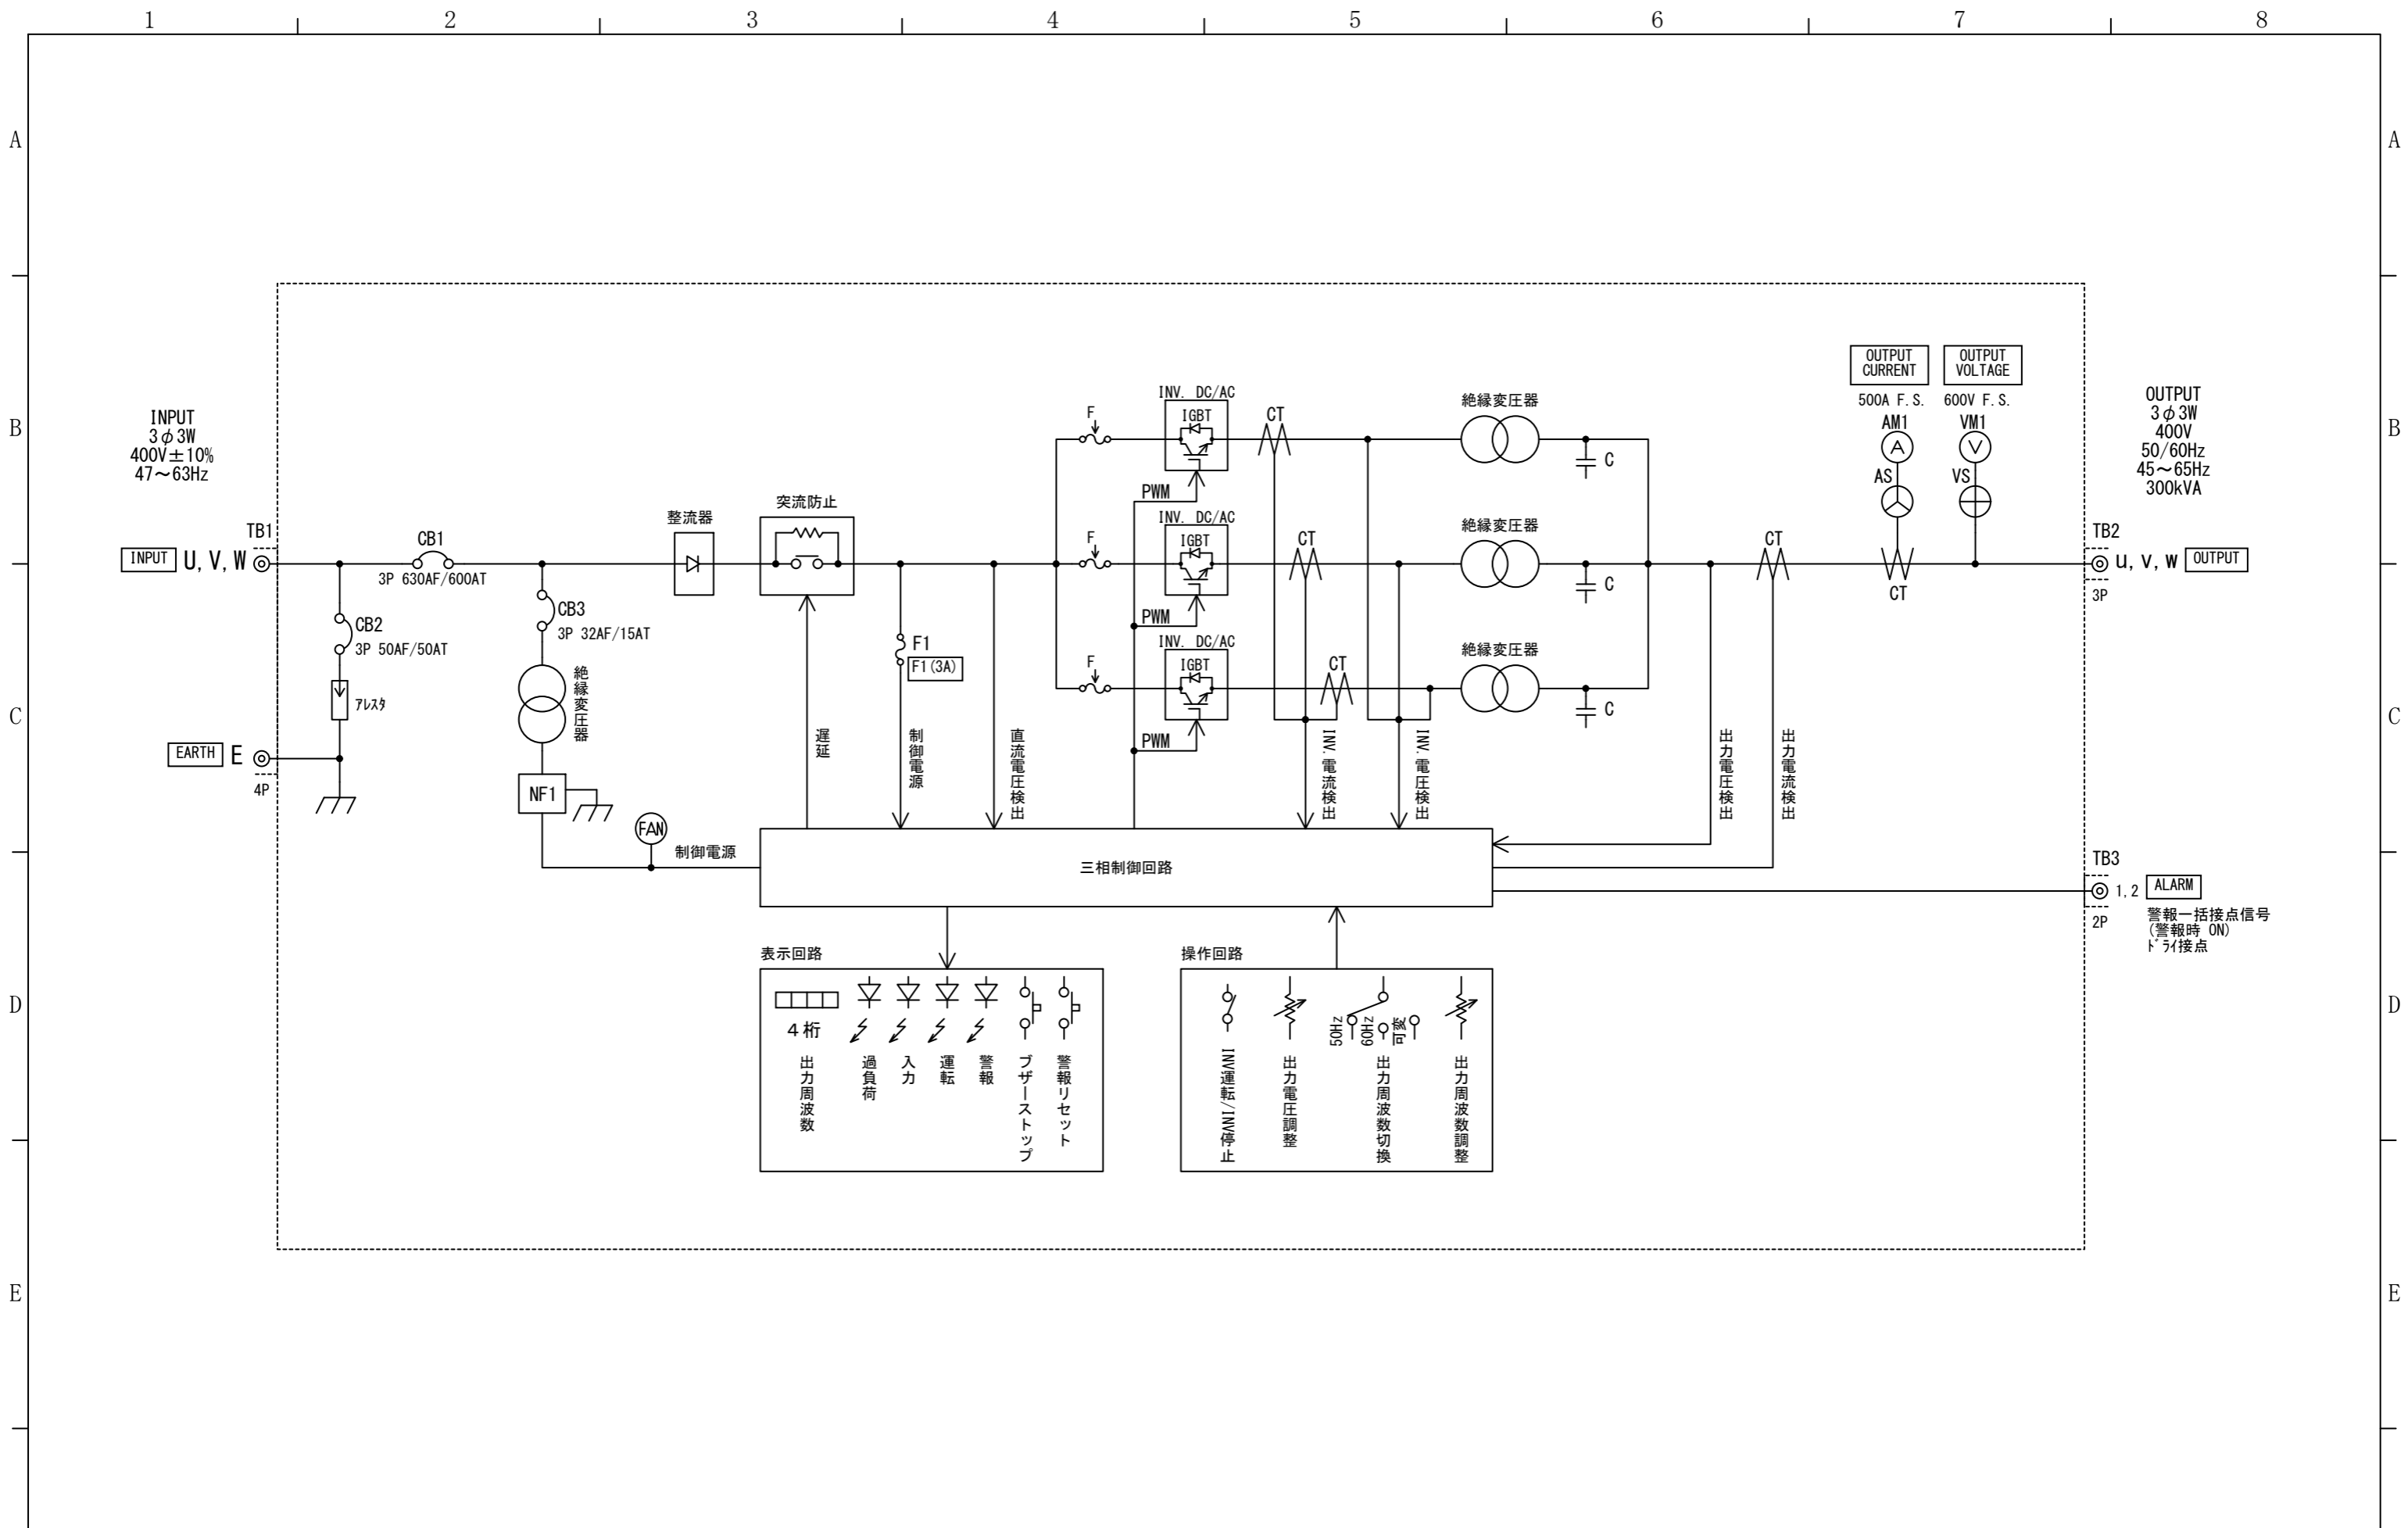 1 2 3 4 5 6 7 8
A
A
B
B
C
C
D
D
E
E
INPUT
3φ3W
400V±10%
47～63Hz
TB1
INPUT U, V, W
EARTH E
4P
CB1
3P 630AF/600AT
CB2
3P 50AF/50AT
ｱﾚｽﾀ
CB3
3P 32AF/15AT
絶縁変圧器
NF1
FAN
制御電源
整流器
突流防止
遅延
F1
F1(3A)
制御電源
直流電圧検出
F
INV. DC/AC
IGBT
PWM
CT
絶縁変圧器
C
F
INV. DC/AC
IGBT
PWM
CT
絶縁変圧器
C
F
INV. DC/AC
IGBT
PWM
CT
絶縁変圧器
C
INV. 電流検出
INV. 電圧検出
出力電圧検出
出力電流検出
CT
OUTPUT
CURRENT
500A F.S.
AM1
A
AS
CT
OUTPUT
VOLTAGE
600V F.S.
VM1
V
VS
OUTPUT
3φ3W
400V
50/60Hz
45～65Hz
300kVA
TB2
u, v, w OUTPUT
3P
三相制御回路
TB3
1, 2 ALARM
2P
警報一括接点信号
(警報時 ON)
ﾄﾞﾗｲ接点
表示回路
4桁
出力周波数
過負荷
入力
運転
警報
ブザーストップ
警報リセット
操作回路
INV運転/INV停止
出力電圧調整
50Hz
60Hz
可変
出力周波数切換
出力周波数調整